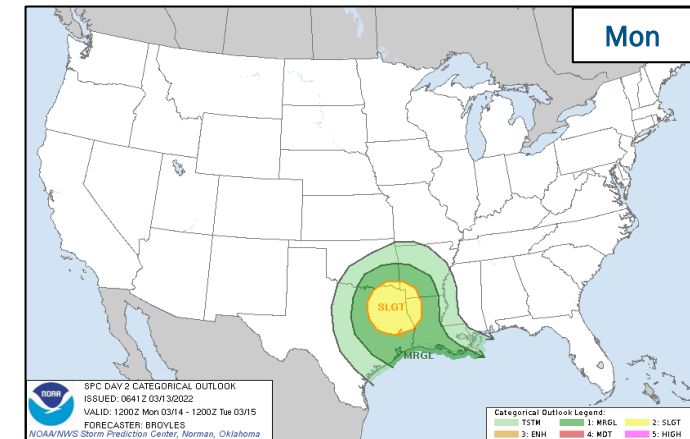 Mon
SLGT
MRGL
NOAA
SPC DAY 2 CATEGORICAL OUTLOOK
ISSUED: 0641Z 03/13/2022
VALID: 1200Z Mon 03/14 - 1200Z Tue 03/15
FORECASTER: BROYLES
NOAA/NWS Storm Prediction Center, Norman, Oklahoma
Categorical Outlook Legend:
TSTM 1: MRGL 2: SLGT
3: ENH 4: MDT 5: HIGH